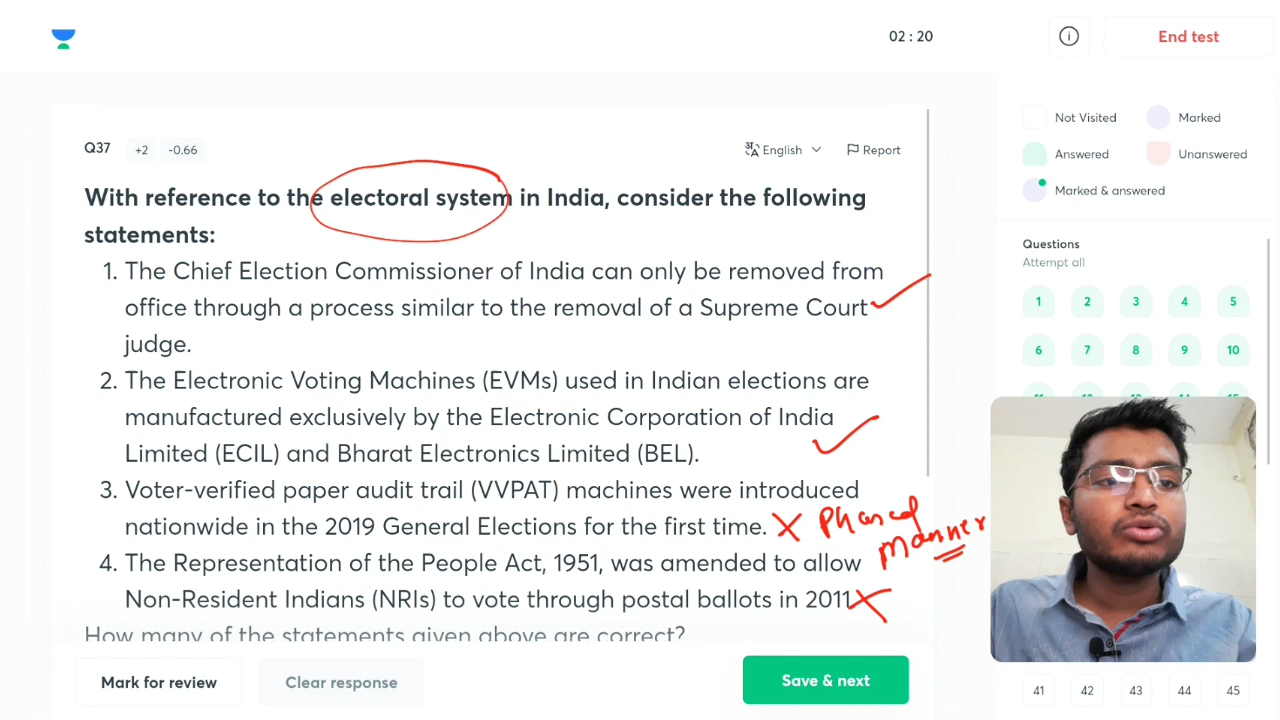 02 : 20
End test
Q37 +2 -0.66
English
Report
With reference to the electoral system in India, consider the following
statements:
1. The Chief Election Commissioner of India can only be removed from
office through a process similar to the removal of a Supreme Court
judge.
2. The Electronic Voting Machines (EVMs) used in Indian elections are
manufactured exclusively by the Electronic Corporation of India
Limited (ECIL) and Bharat Electronics Limited (BEL).
3. Voter-verified paper audit trail (VVPAT) machines were introduced
nationwide in the 2019 General Elections for the first time.
Phased
manner
4. The Representation of the People Act, 1951, was amended to allow
Non-Resident Indians (NRIs) to vote through postal ballots in 2011
How many of the statements given above are correct?
Mark for review
Clear response
Save & next
Not Visited
Marked
Answered
Unanswered
Marked & answered
Questions
Attempt all
1 2 3 4 5
6 7 8 9 10
41 42 43 44 45